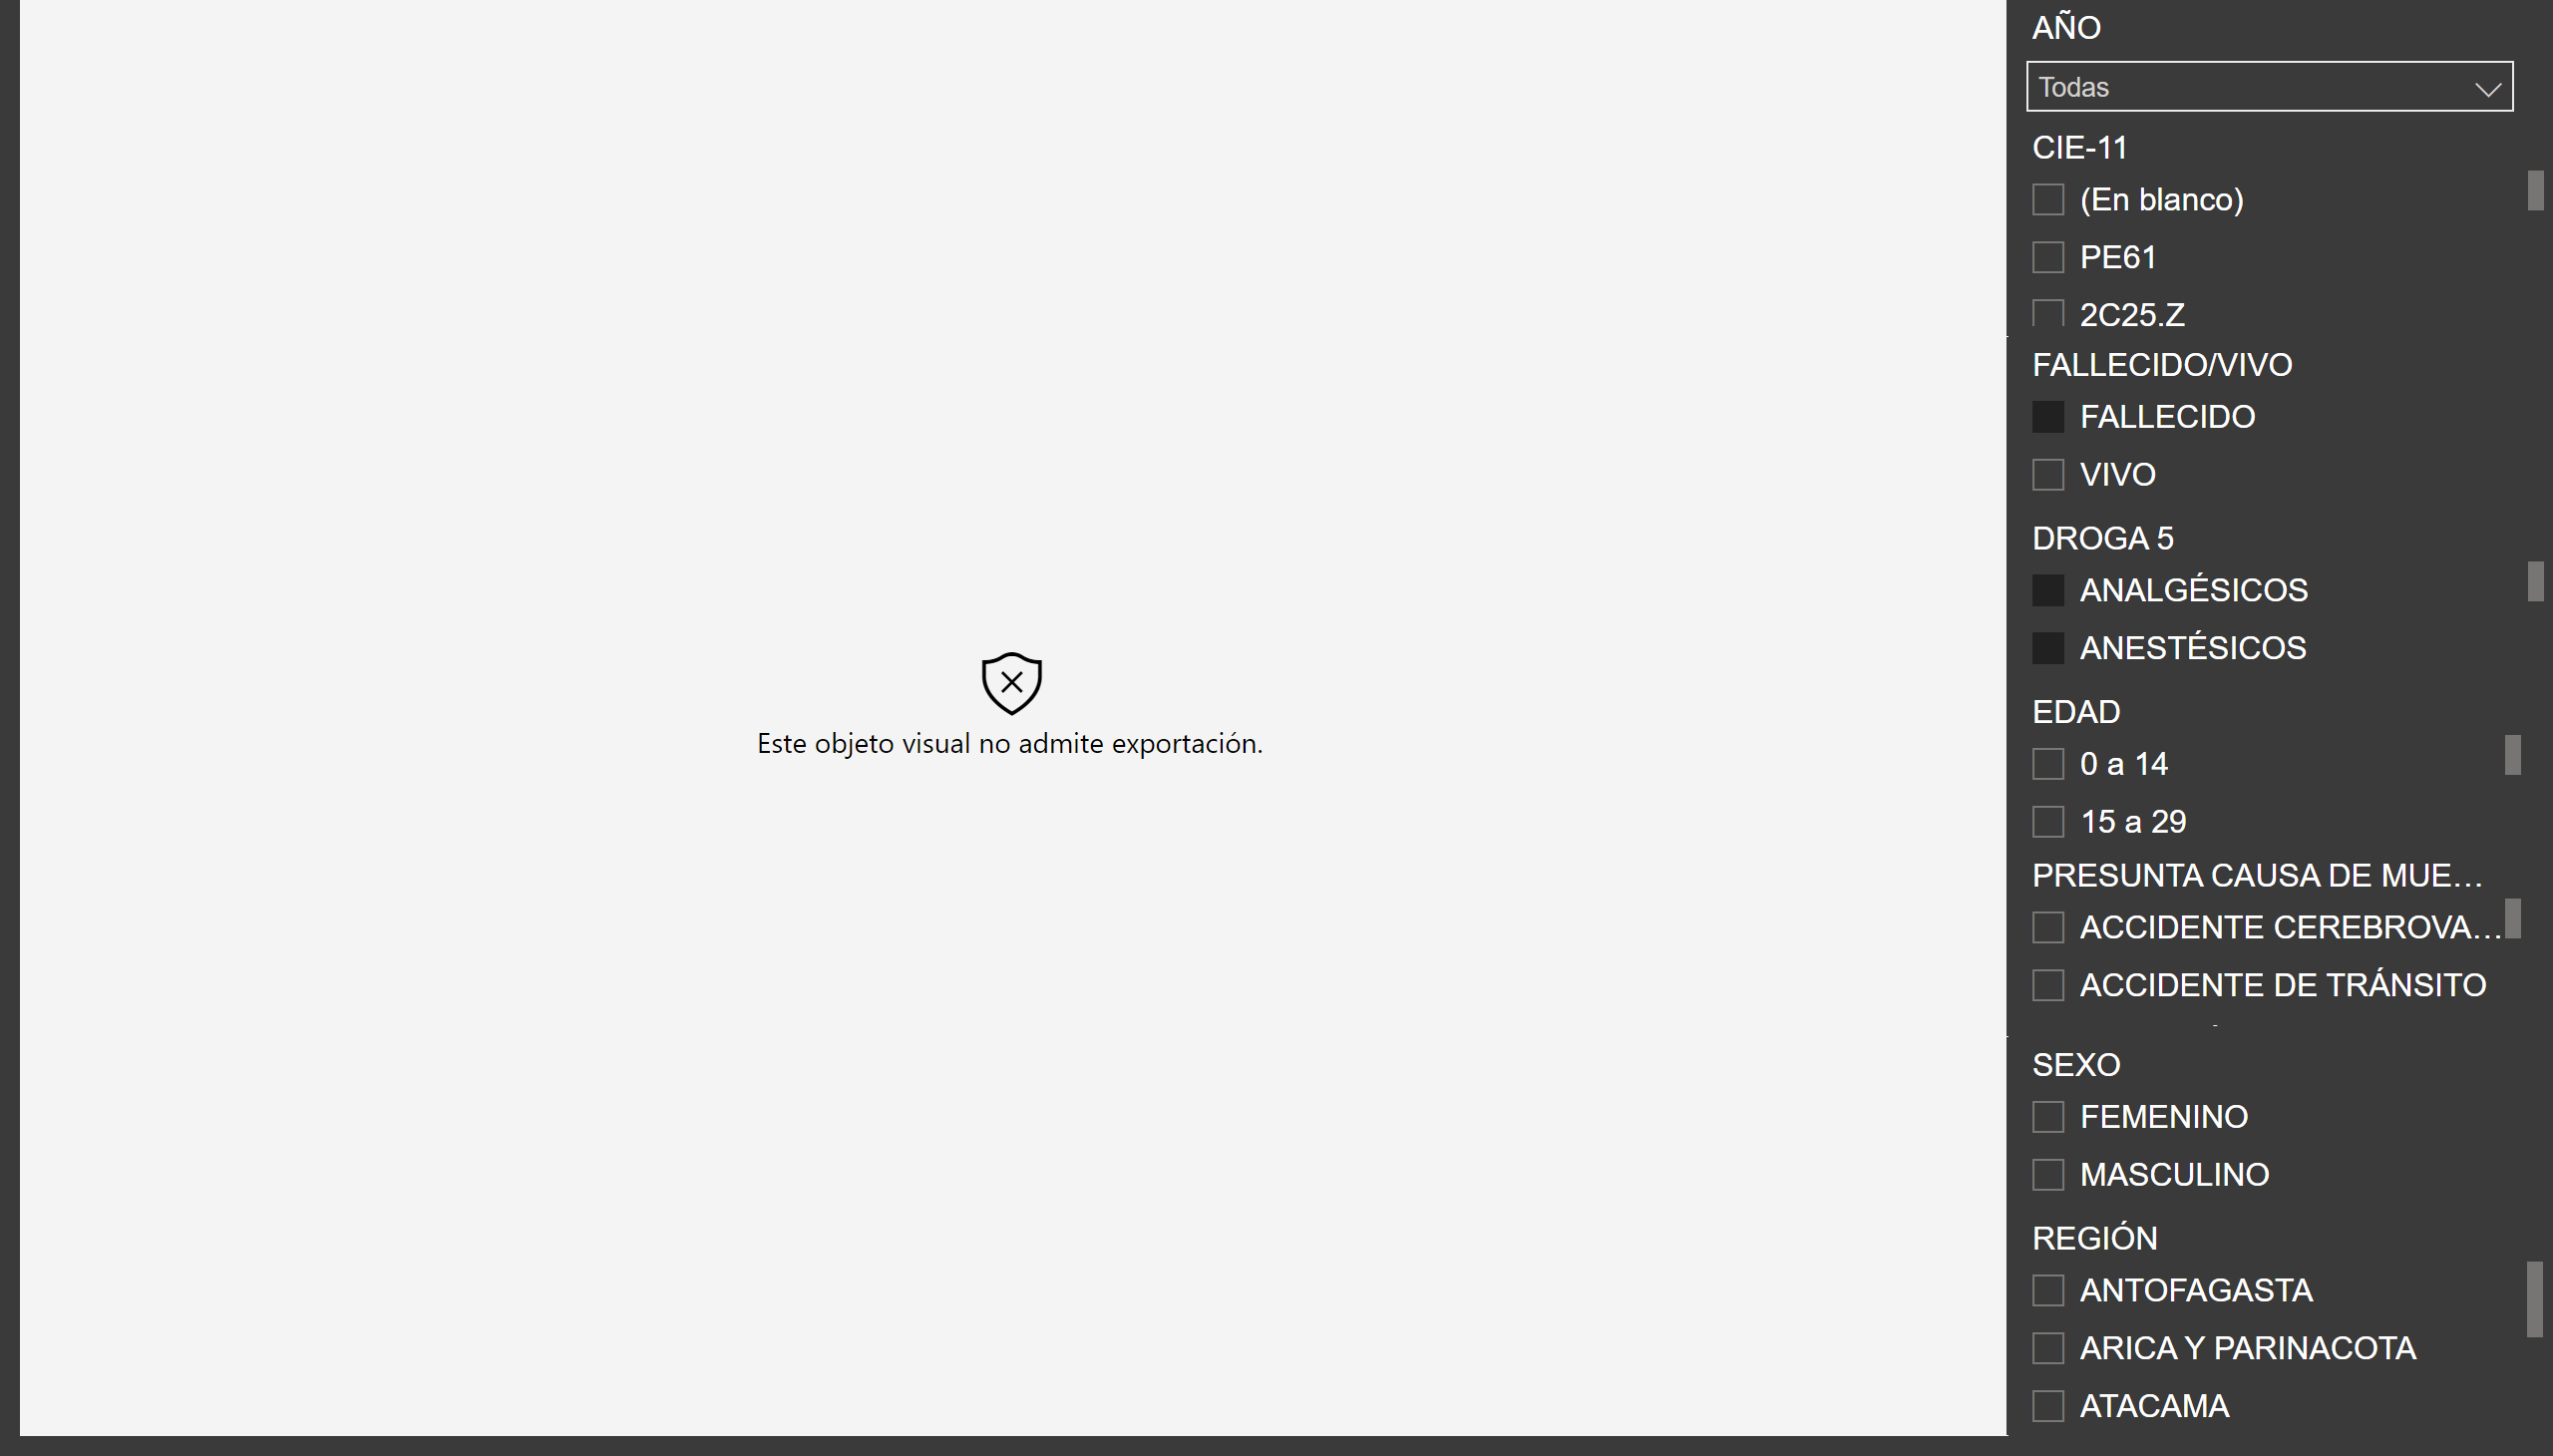 Este objeto visual no admite exportación.
AÑO
Todas
CIE-11
(En blanco)
PE61
2C25.Z
FALLECIDO/VIVO
FALLECIDO
VIVO
DROGA 5
ANALGÉSICOS
ANESTÉSICOS
EDAD
0 a 14
15 a 29
PRESUNTA CAUSA DE MUE...
ACCIDENTE CEREBROVA...
ACCIDENTE DE TRÁNSITO
SEXO
FEMENINO
MASCULINO
REGIÓN
ANTOFAGASTA
ARICA Y PARINACOTA
ATACAMA